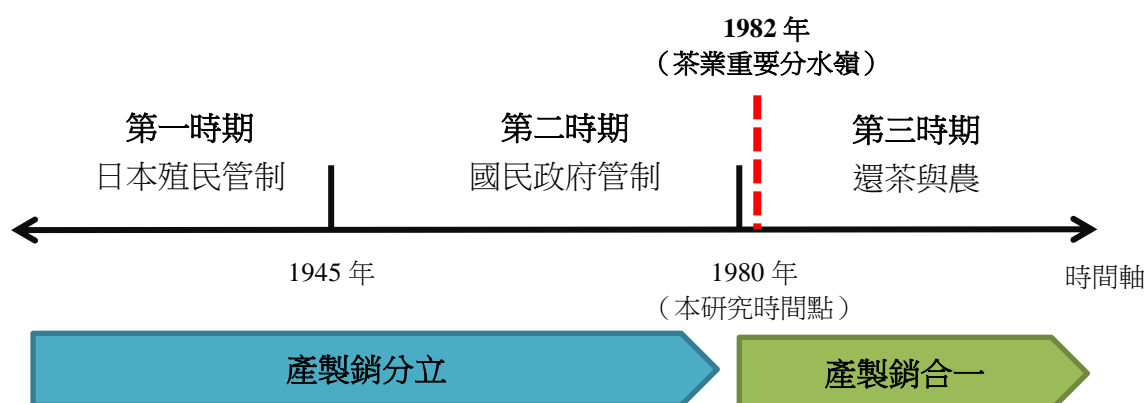 1982 年
（茶業重要分水嶺）
第一時期
日本殖民管制
第二時期
國民政府管制
第三時期
還茶與農
1945 年
1980 年
（本研究時間點）
時間軸
產製銷分立
產製銷合一